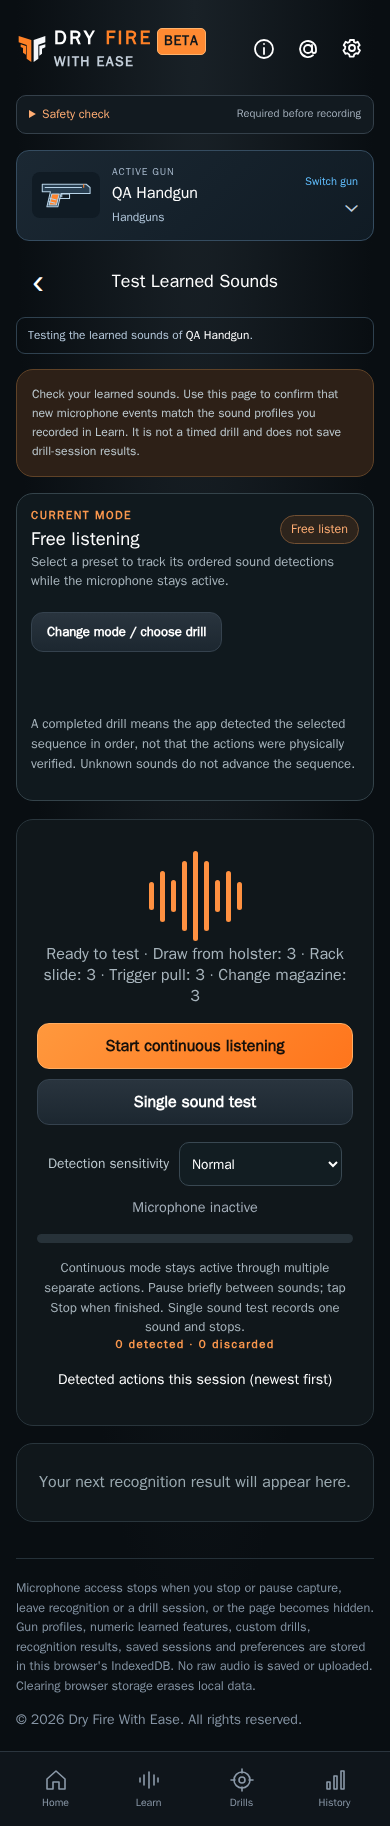 DRY FIRE BETA
WITH EASE
▶ Safety check Required before recording
ACTIVE GUN
QA Handgun
Handguns
Switch gun
‹ Test Learned Sounds
Testing the learned sounds of QA Handgun.
Check your learned sounds. Use this page to confirm that
new microphone events match the sound profiles you
recorded in Learn. It is not a timed drill and does not save
drill-session results.
CURRENT MODE
Free listening
Free listen
Select a preset to track its ordered sound detections
while the microphone stays active.
Change mode / choose drill
A completed drill means the app detected the selected
sequence in order, not that the actions were physically
verified. Unknown sounds do not advance the sequence.
Ready to test · Draw from holster: 3 · Rack
slide: 3 · Trigger pull: 3 · Change magazine:
3
Start continuous listening
Single sound test
Detection sensitivity Normal
Microphone inactive
Continuous mode stays active through multiple
separate actions. Pause briefly between sounds; tap
Stop when finished. Single sound test records one
sound and stops.
0 detected · 0 discarded
Detected actions this session (newest first)
Your next recognition result will appear here.
Microphone access stops when you stop or pause capture,
leave recognition or a drill session, or the page becomes hidden.
Gun profiles, numeric learned features, custom drills,
recognition results, saved sessions and preferences are stored
in this browser's IndexedDB. No raw audio is saved or uploaded.
Clearing browser storage erases local data.
© 2026 Dry Fire With Ease. All rights reserved.
Home Learn Drills History